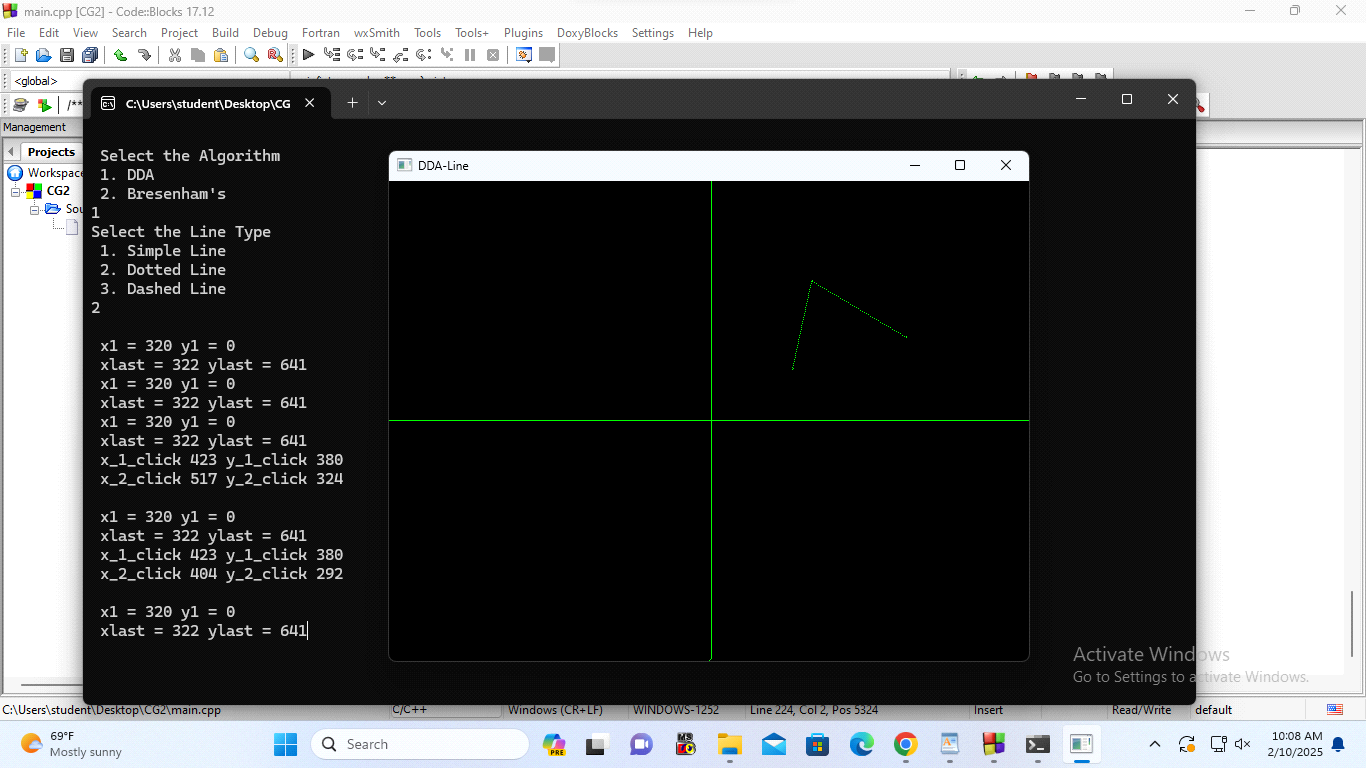 main.cpp [CG2] - Code::Blocks 17.12
File Edit View Search Project Build Debug Fortran wxSmith Tools Tools+ Plugins DoxyBlocks Settings Help
<global>
C:\Users\student\Desktop\CG
/**
Management
Projects
Workspace
CG2
Sou
Select the Algorithm
1. DDA
2. Bresenham's
1
Select the Line Type
1. Simple Line
2. Dotted Line
3. Dashed Line
2
x1 = 320 y1 = 0
xlast = 322 ylast = 641
x1 = 320 y1 = 0
xlast = 322 ylast = 641
x1 = 320 y1 = 0
xlast = 322 ylast = 641
x_1_click 423 y_1_click 380
x_2_click 517 y_2_click 324
x1 = 320 y1 = 0
xlast = 322 ylast = 641
x_1_click 423 y_1_click 380
x_2_click 404 y_2_click 292
x1 = 320 y1 = 0
xlast = 322 ylast = 641
DDA-Line
Activate Windows
Go to Settings to activate Windows.
C:\Users\student\Desktop\CG2\main.cpp C/C++ Windows (CR+LF) WINDOWS-1252 Line 224, Col 2, Pos 5324 Insert Read/Write default
69°F
Mostly sunny
Search
PRE
10:08 AM
2/10/2025